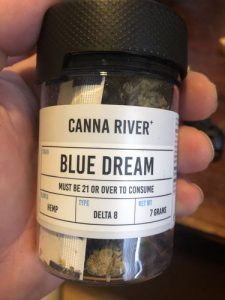 CANNA RIVER+
STRAIN
BLUE DREAM
MUST BE 21 OR OVER TO CONSUME
HEMP
TYPE
DELTA 8
NET WT
7 GRAMS